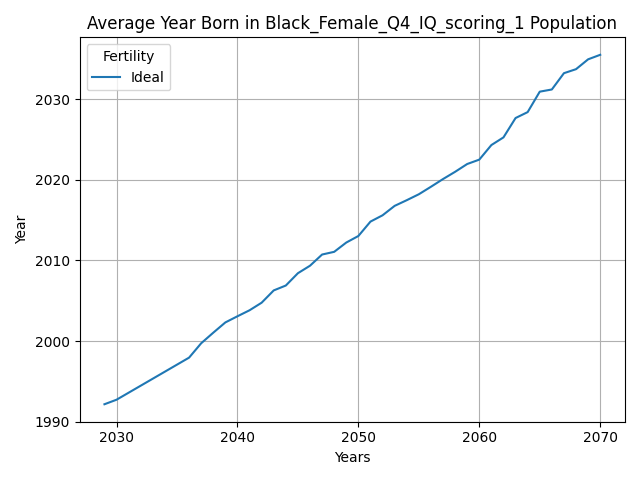 Average Year Born in Black_Female_Q4_IQ_scoring_1 Population
Fertility
Ideal
Year
2030
2020
2010
2000
1990
2030 2040 2050 2060 2070
Years